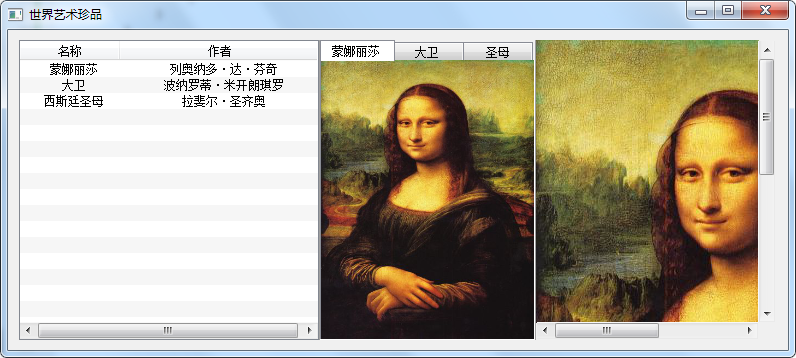 世界艺术珍品
名称 作者
蒙娜丽莎 列奥纳多·达·芬奇
大卫 波纳罗蒂·米开朗琪罗
西斯廷圣母 拉斐尔·圣齐奥
蒙娜丽莎 大卫 圣母